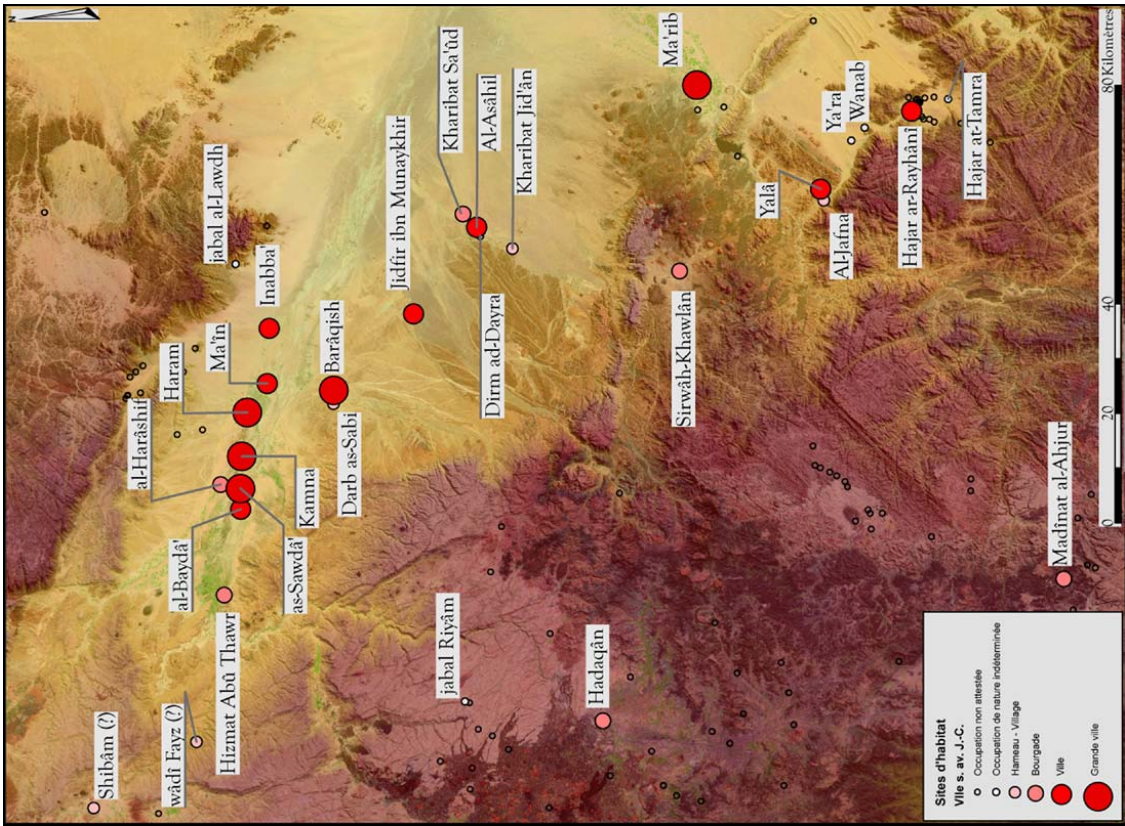 N
Shibâm (?)
wâdî Fayz (?)
Hizmat Abû Thawr
al-Baydâ'
as-Sawdâ'
al-Harâshif
Kamna
Haram
Ma'în
Inabba'
jabal al-Lawdh
Barâqish
Darb as-Sabi
Jidfir ibn Munaykhir
Kharibat Sa'ûd
Al-Asâhil
Kharibat Jid'ân
Dirm ad-Dayra
jabal Riyâm
Hadaqân
Sirwâh-Khawlân
Ma'rib
Yalâ
Al-Jafna
Ya'ra
Wanab
Hajar ar-Rayhânî
Hajar at-Tamra
Madînat al-Ahjur
0
20
40
80 Kilomètres
Sites d'habitat
VIIe s. av. J.-C.
Occupation non attestée
Occupation de nature indéterminée
Hameau - Village
Bourgade
Ville
Grande ville